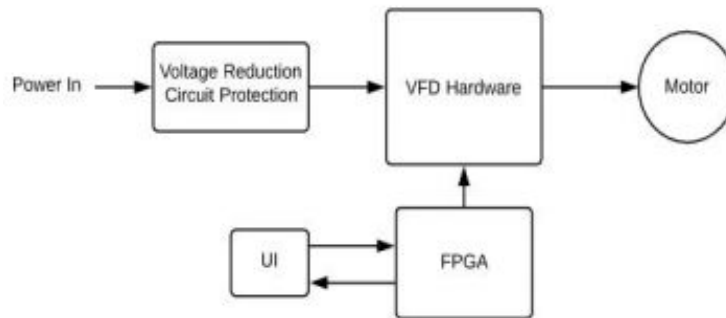 Power In
Voltage Reduction
Circuit Protection
VFD Hardware
Motor
UI
FPGA